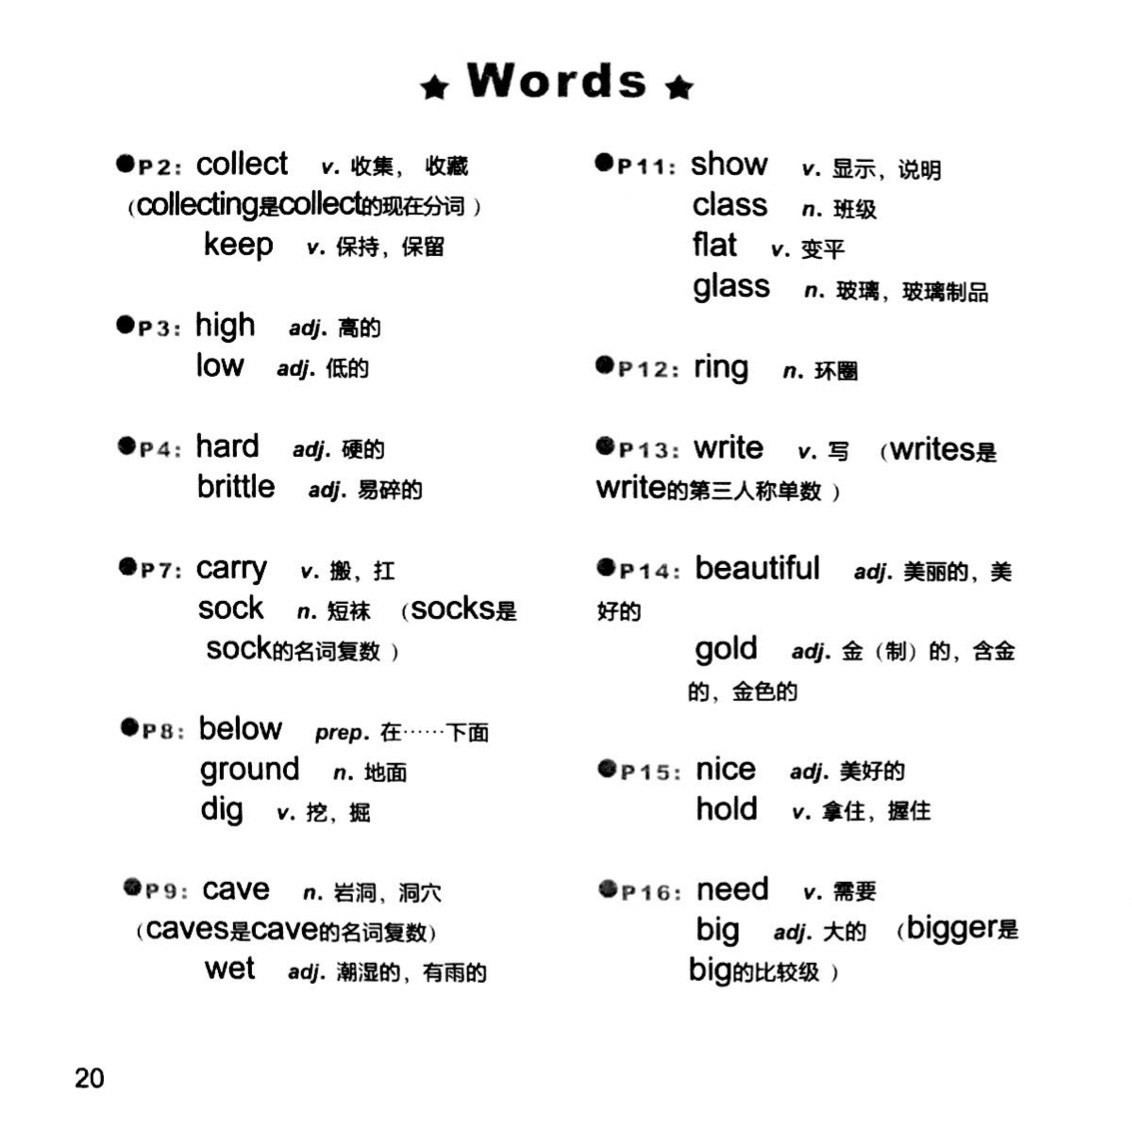 ★ Words ★
●P2: collect v. 收集, 收藏
（collecting是collect的现在分词）
keep v. 保持, 保留
●P3: high adj. 高的
low adj. 低的
●P4: hard adj. 硬的
brittle adj. 易碎的
●P7: carry v. 搬, 扛
sock n. 短袜 （socks是
sock的名词复数）
●P8: below prep. 在……下面
ground n. 地面
dig v. 挖, 掘
●P9: cave n. 岩洞, 洞穴
（caves是cave的名词复数）
wet adj. 潮湿的, 有雨的
●P11: show v. 显示, 说明
class n. 班级
flat v. 变平
glass n. 玻璃, 玻璃制品
●P12: ring n. 环圈
●P13: write v. 写 （writes是
write的第三人称单数）
●P14: beautiful adj. 美丽的, 美
好的
gold adj. 金（制）的, 含金
的, 金色的
●P15: nice adj. 美好的
hold v. 拿住, 握住
●P16: need v. 需要
big adj. 大的 （bigger是
big的比较级）
20